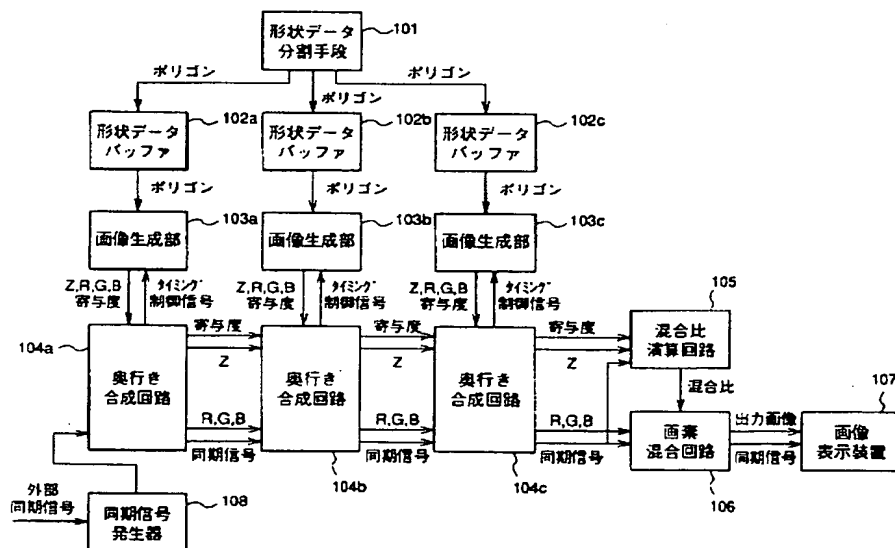 形状データ
分割手段
101
ポリゴン
ポリゴン
ポリゴン
形状データ
バッファ
102a
形状データ
バッファ
102b
形状データ
バッファ
102c
ポリゴン
ポリゴン
ポリゴン
画像生成部
103a
画像生成部
103b
画像生成部
103c
Z,R,G,B
寄与度
タイミング
制御信号
Z,R,G,B
寄与度
タイミング
制御信号
Z,R,G,B
寄与度
タイミング
制御信号
104a
奥行き
合成回路
寄与度
Z
R,G,B
同期信号
奥行き
合成回路
104b
寄与度
Z
R,G,B
同期信号
奥行き
合成回路
104c
寄与度
Z
R,G,B
同期信号
105
混合比
演算回路
混合比
画素
混合回路
106
出力画像
同期信号
107
画像
表示装置
外部
同期信号
108
同期信号
発生器